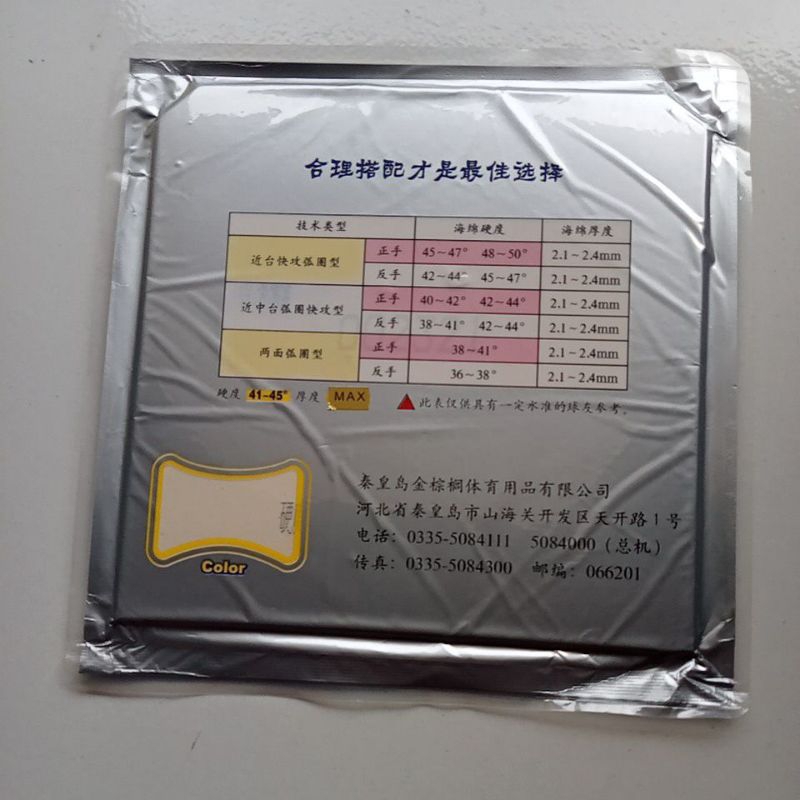 合理搭配才是最佳选择
技术类型 海绵硬度 海绵厚度
近台快攻弧圈型 正手 45~47° 48~50° 2.1~2.4mm
反手 42~44° 45~47° 2.1~2.4mm
近中台弧圈快攻型 正手 40~42° 42~44° 2.1~2.4mm
反手 38~41° 42~44° 2.1~2.4mm
两面弧圈型 正手 38~41° 2.1~2.4mm
反手 36~38° 2.1~2.4mm
硬度 41~45° 厚度 MAX 此表仅供具有一定水准的球友参考。
秦皇岛金棕榈体育用品有限公司
河北省秦皇岛市山海关开发区天开路1号
电话：0335-5084111 5084000（总机）
传真：0335-5084300 邮编：066201
Color